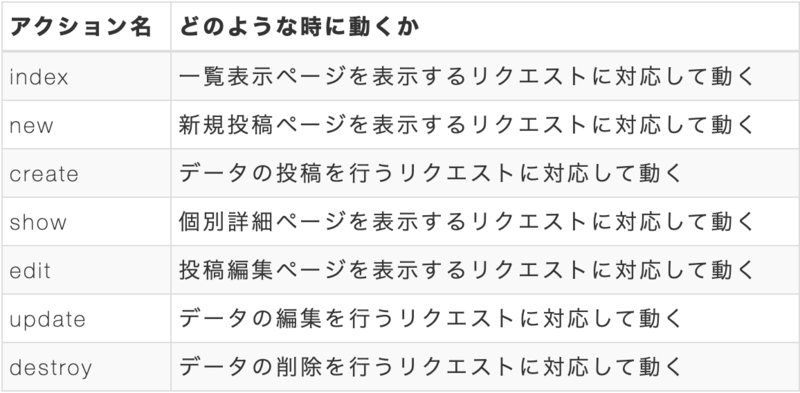 アクション名 どのような時に動くか
index 一覧表示ページを表示するリクエストに対応して動く
new 新規投稿ページを表示するリクエストに対応して動く
create データの投稿を行うリクエストに対応して動く
show 個別詳細ページを表示するリクエストに対応して動く
edit 投稿編集ページを表示するリクエストに対応して動く
update データの編集を行うリクエストに対応して動く
destroy データの削除を行うリクエストに対応して動く